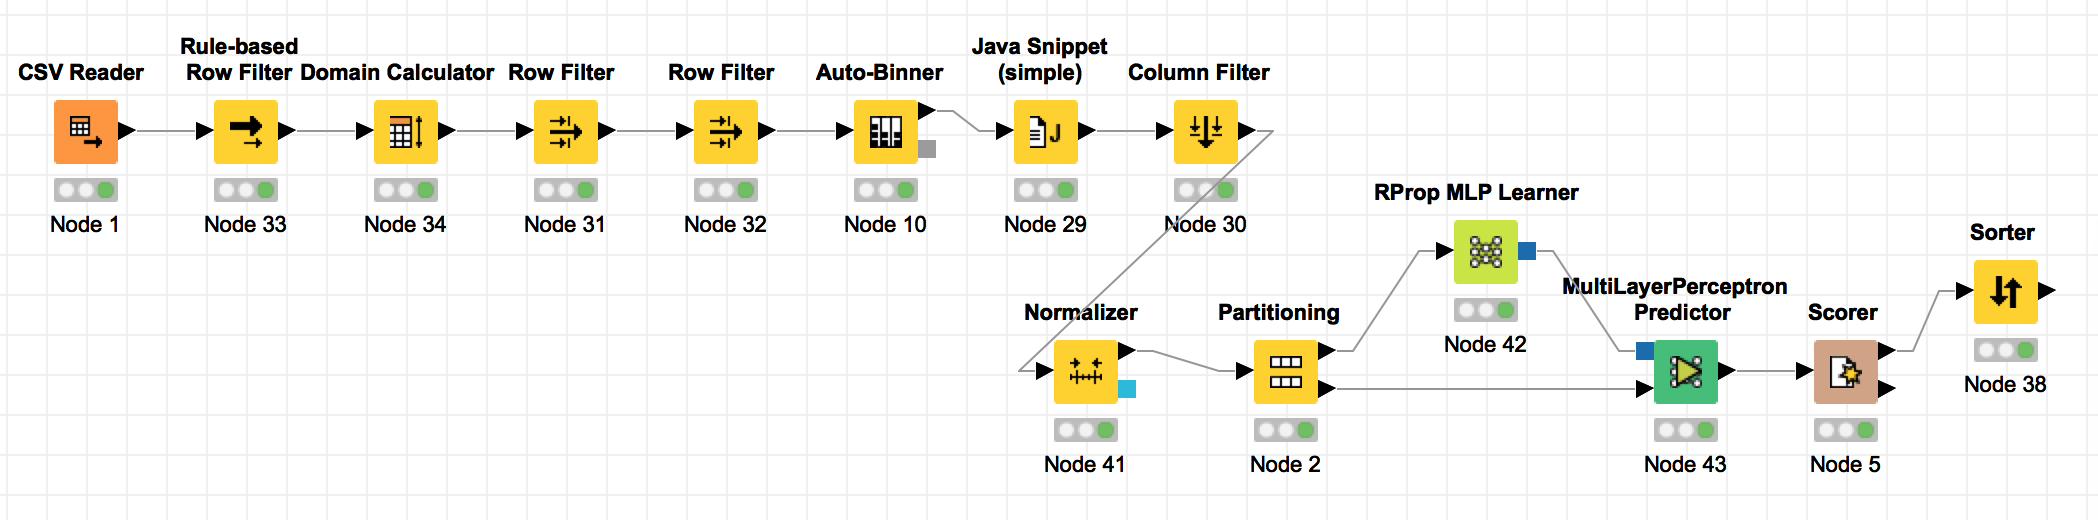 CSV Reader
Node 1
Rule-based
Row Filter
Node 33
Domain Calculator
Node 34
Row Filter
Node 31
Row Filter
Node 32
Auto-Binner
Node 10
Java Snippet
(simple)
J
Node 29
Column Filter
Node 30
Normalizer
Node 41
Partitioning
Node 2
RProp MLP Learner
Node 42
MultiLayerPerceptron
Predictor
Node 43
Scorer
Node 5
Sorter
Node 38